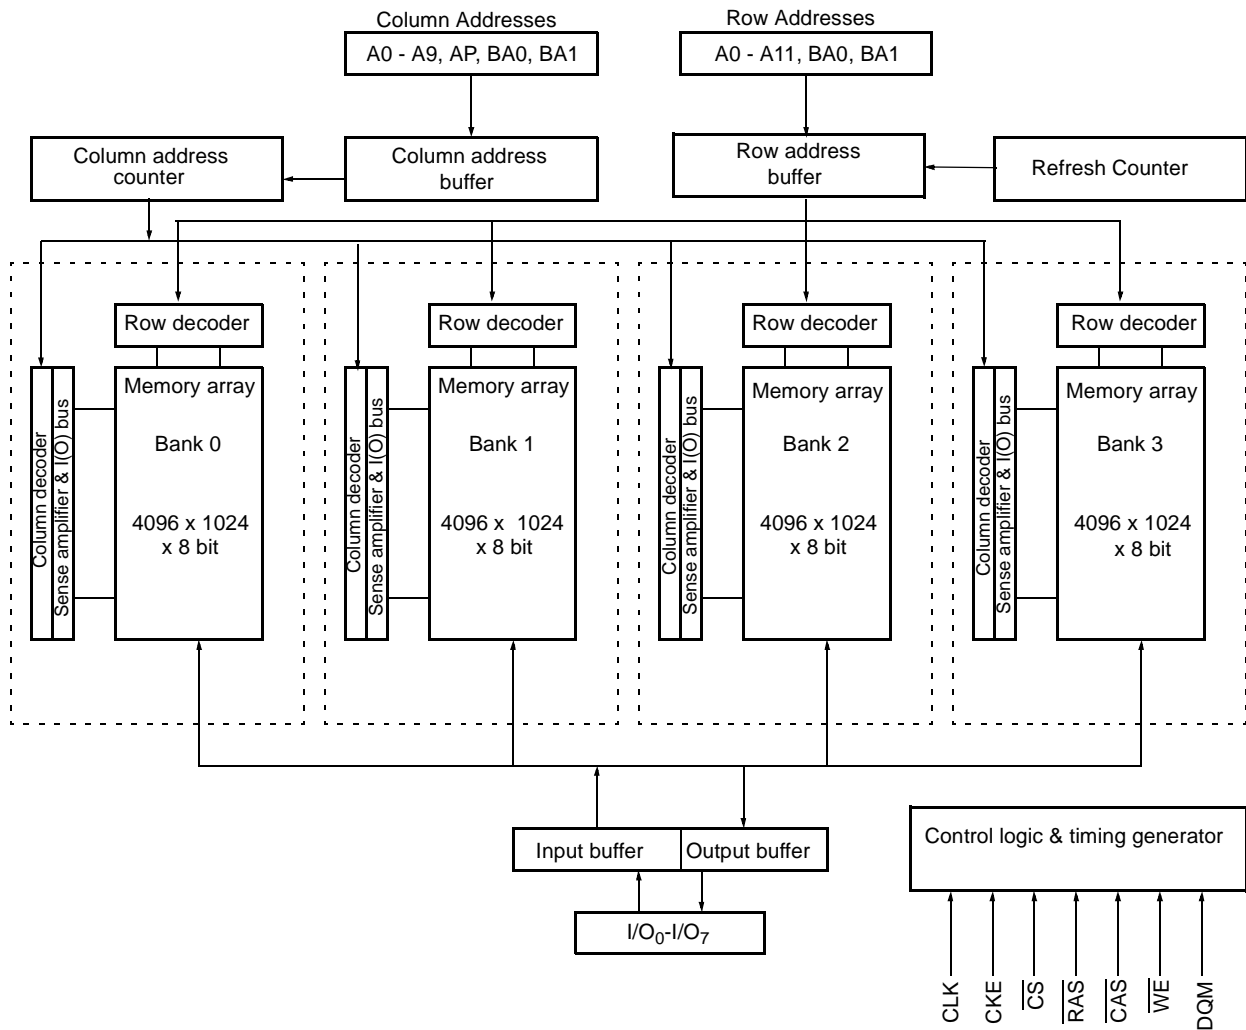 Column Addresses
A0 - A9, AP, BA0, BA1
Row Addresses
A0 - A11, BA0, BA1
Column address
counter
Column address
buffer
Row address
buffer
Refresh Counter
Row decoder
Row decoder
Row decoder
Row decoder
Column decoder
Sense amplifier & I(O) bus
Memory array
Bank 0
4096 x 1024
x 8 bit
Column decoder
Sense amplifier & I(O) bus
Memory array
Bank 1
4096 x 1024
x 8 bit
Column decoder
Sense amplifier & I(O) bus
Memory array
Bank 2
4096 x 1024
x 8 bit
Column decoder
Sense amplifier & I(O) bus
Memory array
Bank 3
4096 x 1024
x 8 bit
Input buffer
Output buffer
I/O0-I/O7
Control logic & timing generator
CLK
CKE
C̅S̅
R̅A̅S̅
C̅A̅S̅
W̅E̅
DQM